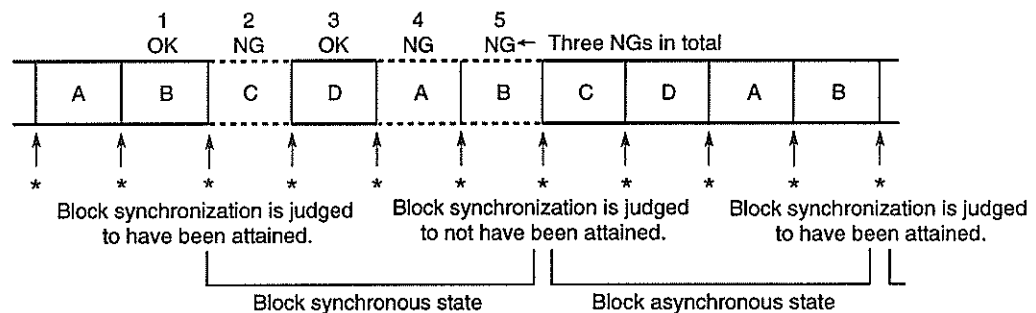 1 2 3 4 5
OK NG OK NG NG← Three NGs in total
A B C D A B C D A B
* * * * * * * * * * *
Block synchronization is judged to have been attained.
Block synchronization is judged to not have been attained.
Block synchronization is judged to have been attained.
Block synchronous state
Block asynchronous state